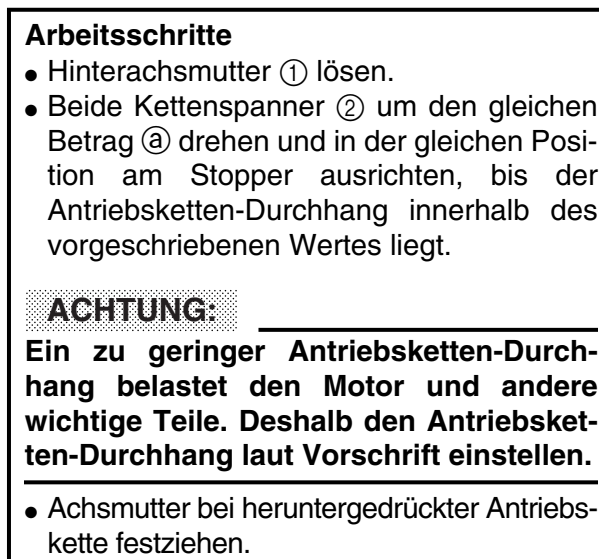 Arbeitsschritte
● Hinterachsmutter ① lösen.
● Beide Kettenspanner ② um den gleichen
Betrag ⓐ drehen und in der gleichen Posi-
tion am Stopper ausrichten, bis der
Antriebsketten-Durchhang innerhalb des
vorgeschriebenen Wertes liegt.
ACHTUNG:
Ein zu geringer Antriebsketten-Durch-
hang belastet den Motor und andere
wichtige Teile. Deshalb den Antriebsket-
ten-Durchhang laut Vorschrift einstellen.
● Achsmutter bei heruntergedrückter Antriebs-
kette festziehen.